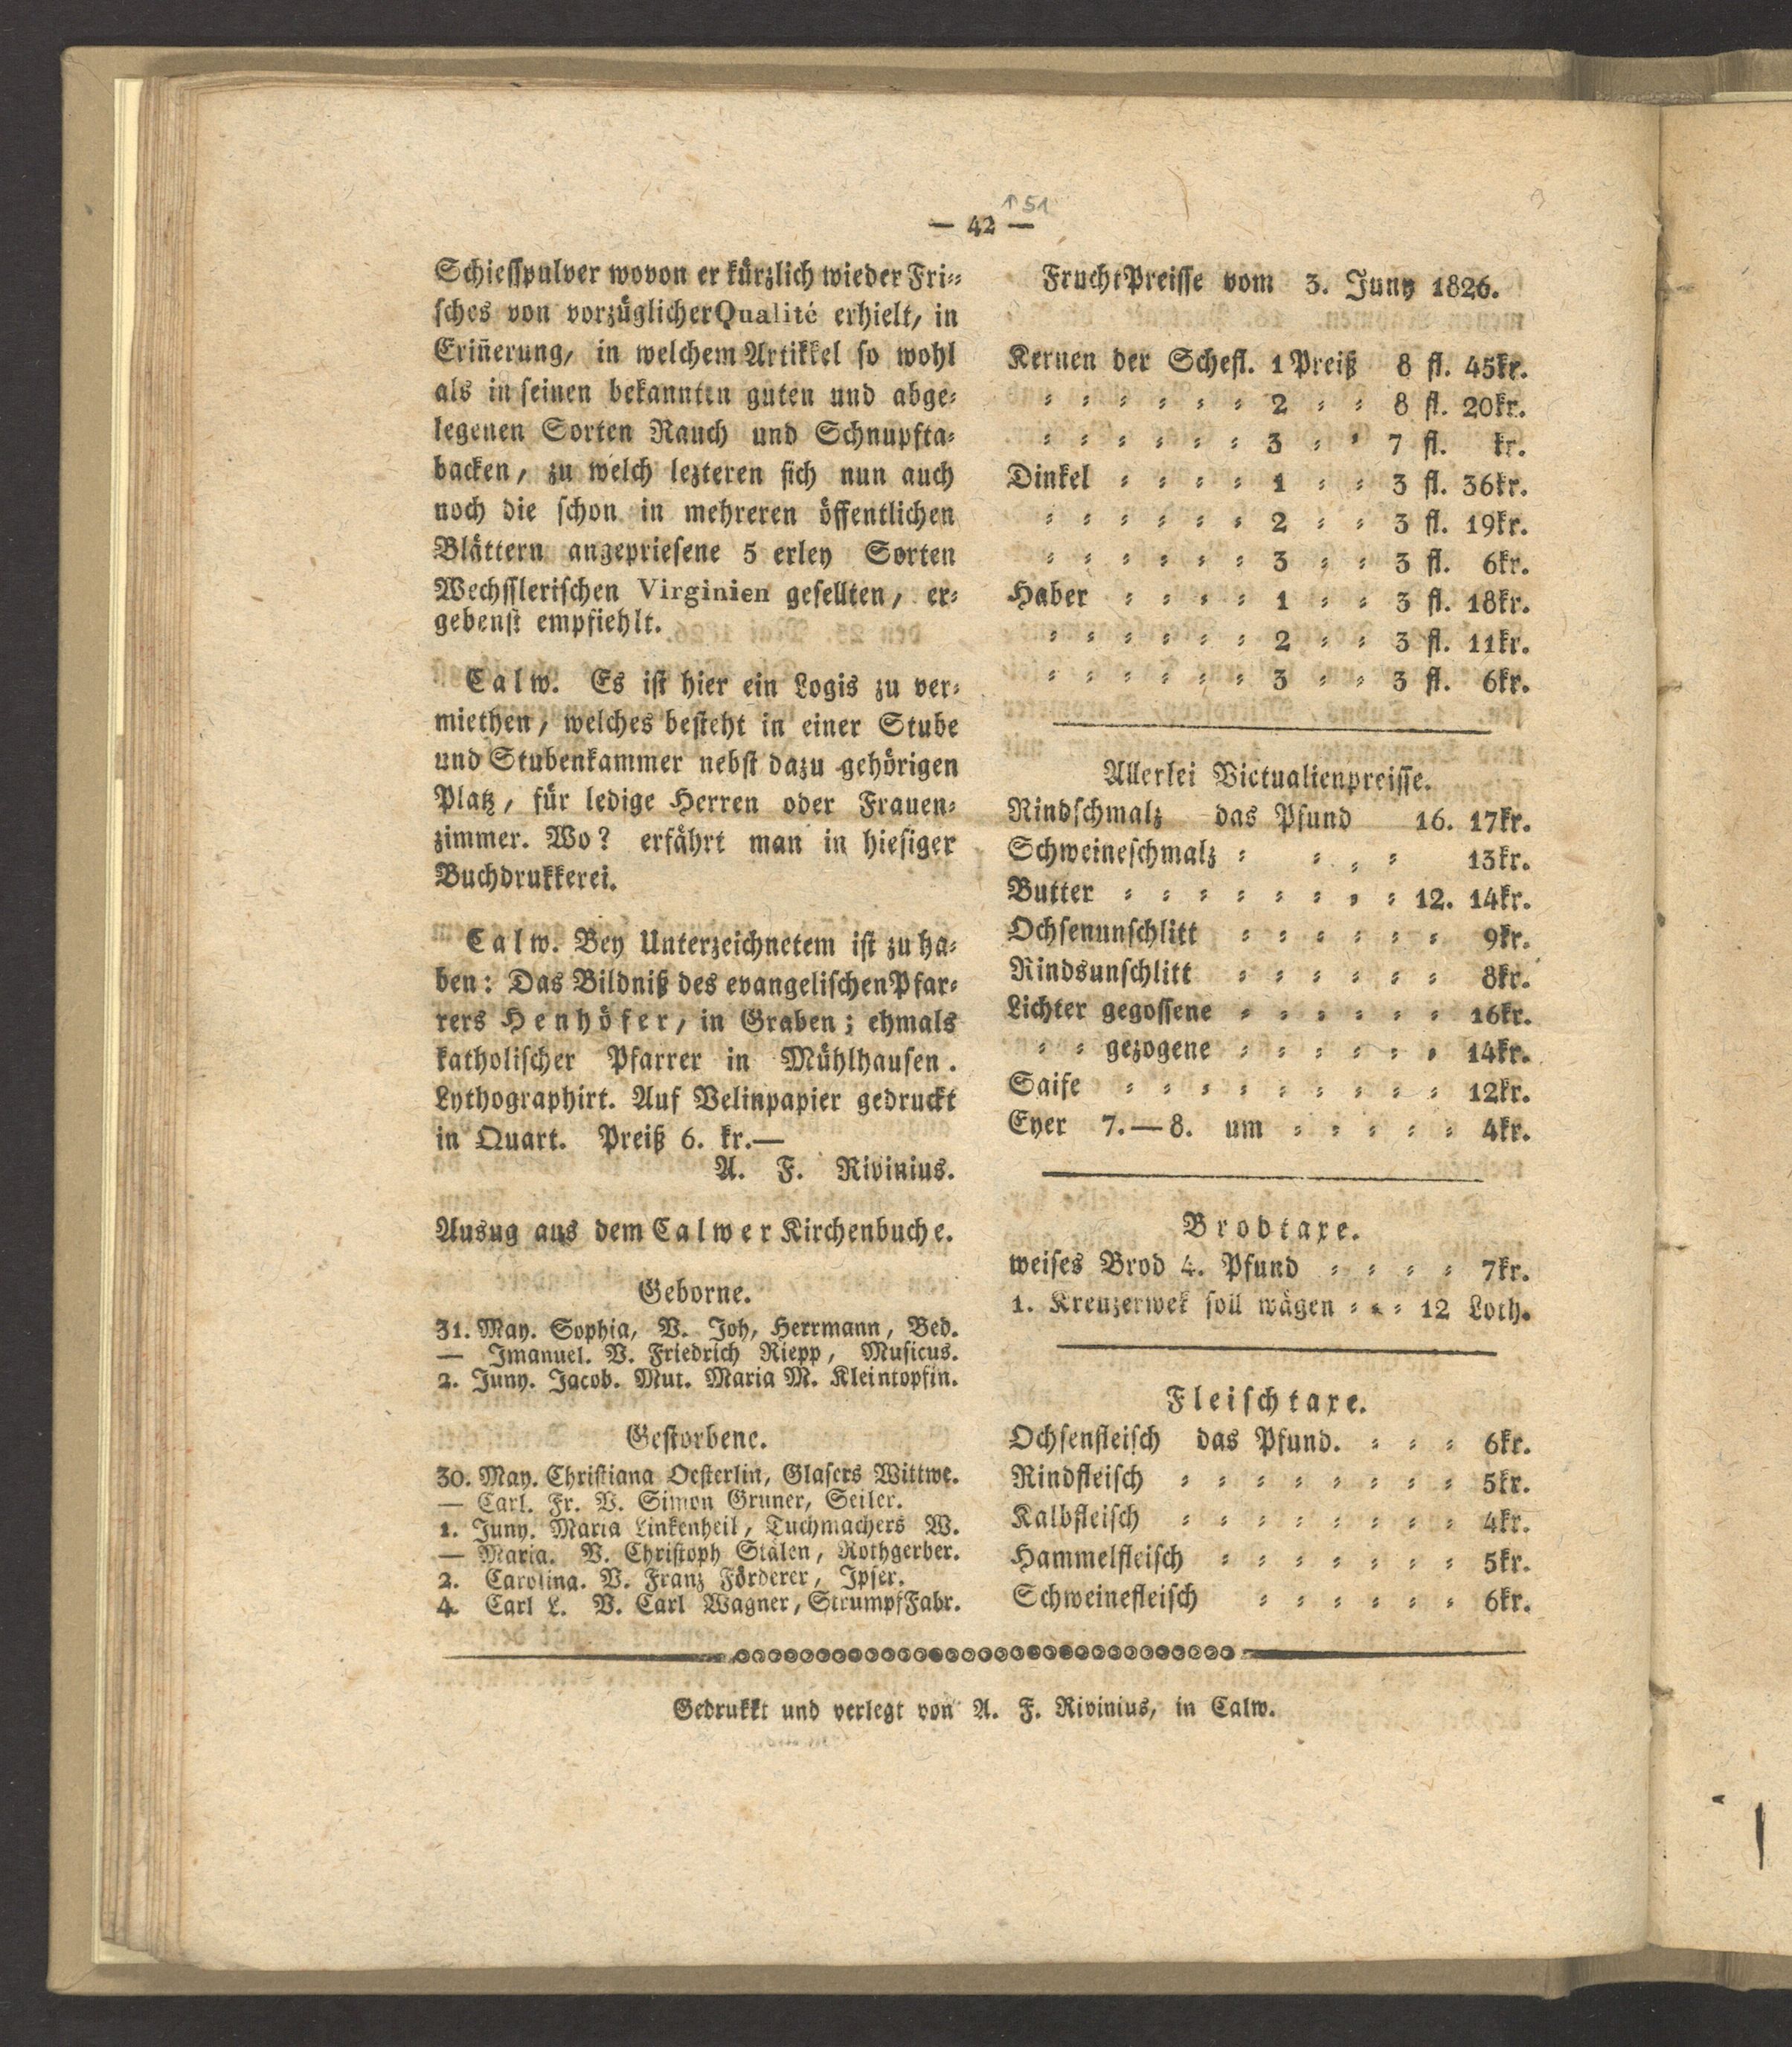 ↑ 51
— 42 —
Schiesspulver wovon er kürzlich wieder Fri-
sches von vorzüglicher Qualité erhielt, in
Erin̄erung, in welchem Artikkel so wohl
als in seinen bekannten guten und abge-
legenen Sorten Rauch und Schnupfta-
backen, zu welch lezteren sich nun auch
noch die schon in mehreren öffentlichen
Blättern angepriesene 5 erley Sorten
Wechsslerischen Virginien gesellten, er-
gebenst empfiehlt.
Calw. Es ist hier ein Logis zu ver-
miethen, welches besteht in einer Stube
und Stubenkammer nebst dazu gehörigen
Platz, für ledige Herren oder Frauen-
zimmer. Wo? erfährt man in hiesiger
Buchdrukkerei.
Calw. Bey Unterzeichnetem ist zu ha-
ben: Das Bildniß des evangelischen Pfar-
rers Henhöfer, in Graben; ehmals
katholischer Pfarrer in Mühlhausen.
Lythographirt. Auf Velinpapier gedruckt
in Quart. Preiß 6. kr.—
A. F. Rivinius.
Ausug aus dem Calwer Kirchenbuche.
Geborne.
31. May. Sophia, V. Joh, Herrmann, Bed.
— Imanuel. V. Friedrich Riepp, Musicus.
2. Juny. Jacob. Mut. Maria M. Kleintopfin.
Gestorbene.
30. May. Christiana Oesterlin, Glasers Wittwe.
— Carl. Fr. V. Simon Gruner, Seiler.
1. Juny. Maria Linkenheil, Tuchmachers W.
— Maria. V. Christoph Stälen, Rothgerber.
2. Carolina. V. Franz Förderer, Ipser.
4. Carl L. V. Carl Wagner, StrumpfFabr.
FruchtPreisse vom 3. Juny 1826.
Kernen der Schefl. 1 Preiß 8 fl. 45kr.
= = = = = = 2 = = 8 fl. 20kr.
= = = = = = 3 = = 7 fl. kr.
Dinkel = = = = 1 = = 3 fl. 36kr.
= = = = = = 2 = = 3 fl. 19kr.
= = = = = = 3 = = 3 fl. 6kr.
Haber = = = = 1 = = 3 fl. 18kr.
= = = = = = 2 = = 3 fl. 11kr.
= = = = = = 3 = = 3 fl. 6kr.
Allerlei Victualienpreisse.
Rindschmalz das Pfund 16. 17kr.
Schweineschmalz = = = = 13kr.
Butter = = = = = = = = 12. 14kr.
Ochsenunschlitt = = = = = = 9kr.
Rindsunschlitt = = = = = = 8kr.
Lichter gegossene = = = = = = 16kr.
= = gezogene = = = = = = 14kr.
Saife = = = = = = = = = 12kr.
Eyer 7.—8. um = = = = = 4kr.
Brodtaxe.
weises Brod 4. Pfund = = = = 7kr.
1. Kreuzerwek soll wägen = = = 12 Loth.
Fleischtaxe.
Ochsenfleisch das Pfund. = = = 6kr.
Rindfleisch = = = = = = = = 5kr.
Kalbfleisch = = = = = = = = 4kr.
Hammelfleisch = = = = = = = 5kr.
Schweinefleisch = = = = = = 6kr.
Gedrukkt und verlegt von A. F. Rivinius, in Calw.